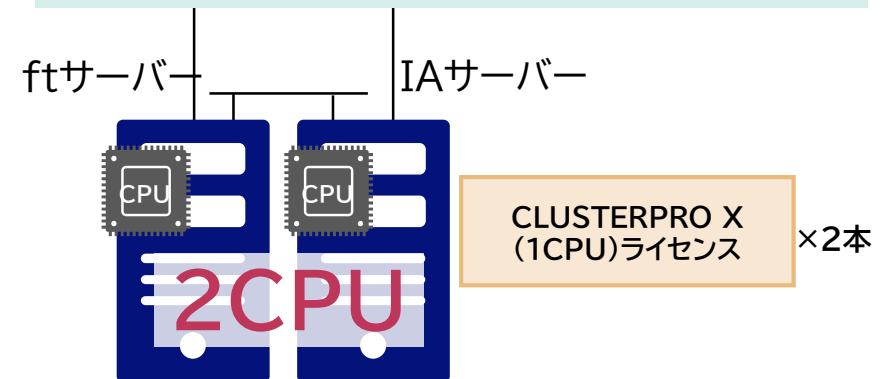 ftサーバー
IAサーバー
CPU
CPU
CLUSTERPRO X
(1CPU)ライセンス
×2本
2CPU